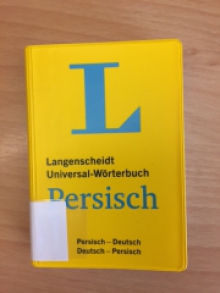 L
Langenscheidt
Universal-Wörterbuch
Persisch
Persisch – Deutsch
Deutsch – Persisch